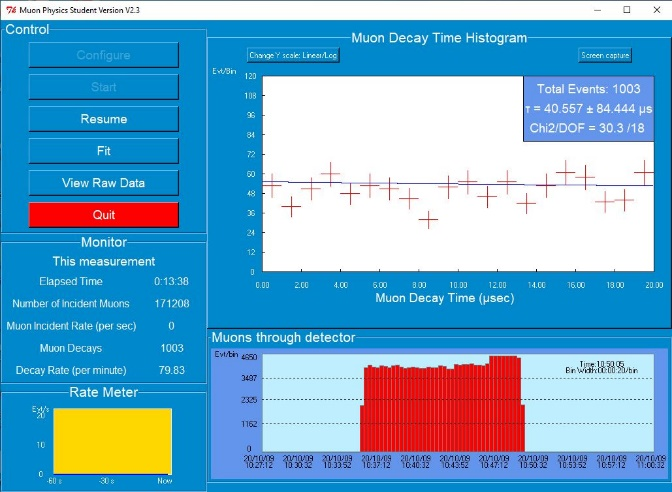 Muon Physics Student Version V2.3
Control
Configure
Start
Resume
Fit
View Raw Data
Quit
Monitor
This measurement
Elapsed Time 0:13:38
Number of Incident Muons 171208
Muon Incident Rate (per sec) 0
Muon Decays 1003
Decay Rate (per minute) 79.83
Rate Meter
Evt/s
20
10
0
-60 s -30 s Now
Muon Decay Time Histogram
Change Y scale: Linear/Log Screen capture
Evt/Bin
Total Events: 1003
τ = 40.557 ± 84.444 μs
Chi2/DOF = 30.3 /18
120
108
96
84
72
60
48
36
24
12
0
0.00 2.00 4.00 6.00 8.00 10.00 12.00 14.00 16.00 18.00 20.00
Muon Decay Time (μsec)
Muons through detector
Evt/bin
Time:10:50:05
Bin Width:00:00:20/bin
4650
3487
2325
1162
0
20/10/09 20/10/09 20/10/09 20/10/09 20/10/09 20/10/09 20/10/09 20/10/09 20/10/09 20/10/09 20/10/09
10:27:12 10:30:32 10:33:52 10:37:12 10:40:32 10:43:52 10:47:12 10:50:32 10:53:52 10:57:12 11:00:32